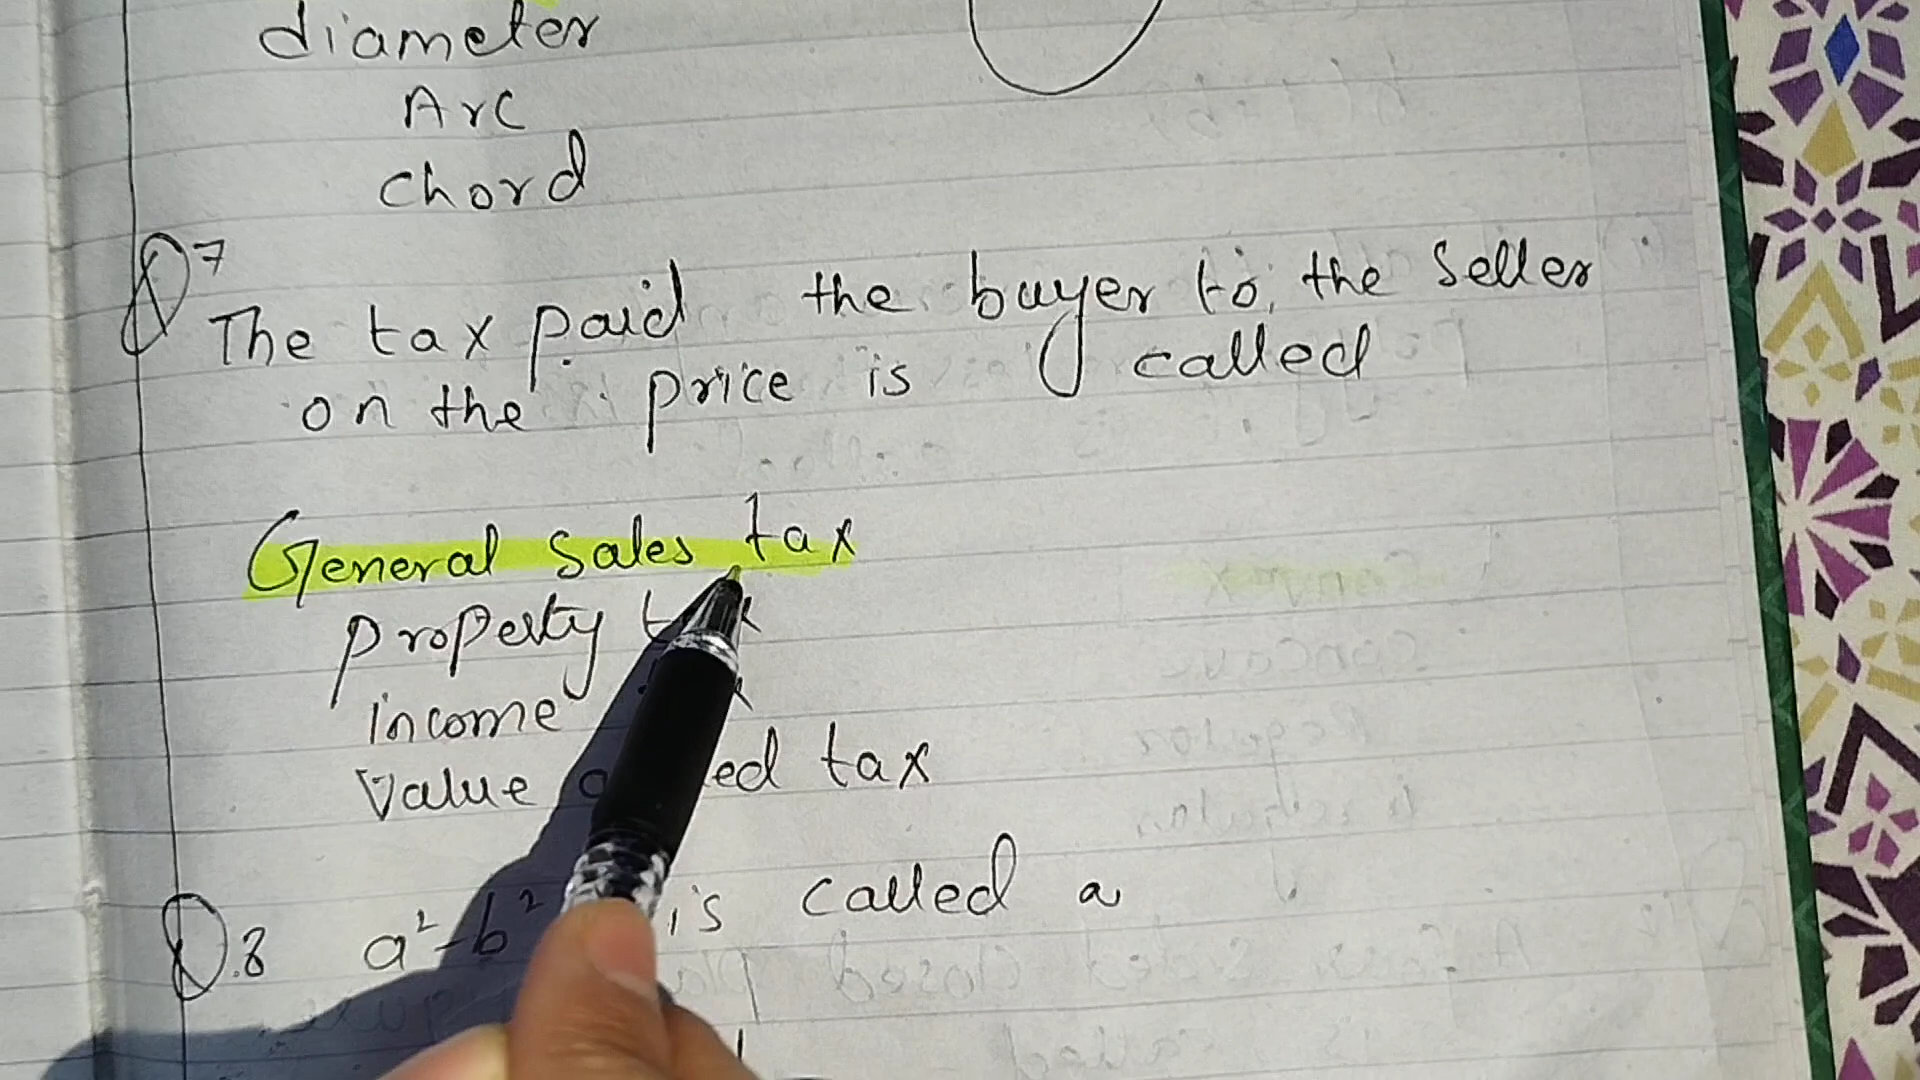 diameter
Arc
chord
Q7
The tax paid the buyer to the seller
on the price is called
General sales tax
property
income
Value tax
Q.8 a²-b² is called a